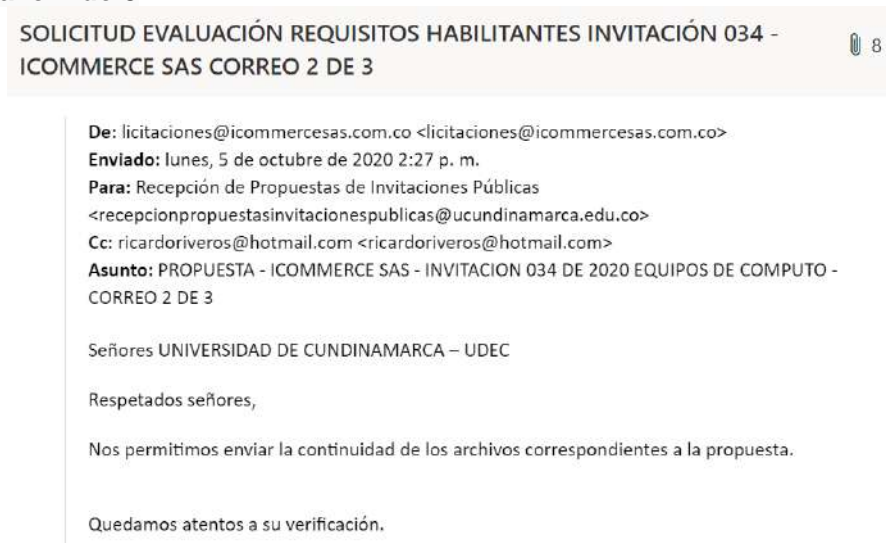 SOLICITUD EVALUACIÓN REQUISITOS HABILITANTES INVITACIÓN 034 -
ICOMMERCE SAS CORREO 2 DE 3
8
De: licitaciones@icommercesas.com.co <licitaciones@icommercesas.com.co>
Enviado: lunes, 5 de octubre de 2020 2:27 p. m.
Para: Recepción de Propuestas de Invitaciones Públicas
<recepcionpropuestasinvitacionespublicas@ucundinamarca.edu.co>
Cc: ricardoriveros@hotmail.com <ricardoriveros@hotmail.com>
Asunto: PROPUESTA - ICOMMERCE SAS - INVITACION 034 DE 2020 EQUIPOS DE COMPUTO -
CORREO 2 DE 3
Señores UNIVERSIDAD DE CUNDINAMARCA – UDEC
Respetados señores,
Nos permitimos enviar la continuidad de los archivos correspondientes a la propuesta.
Quedamos atentos a su verificación.